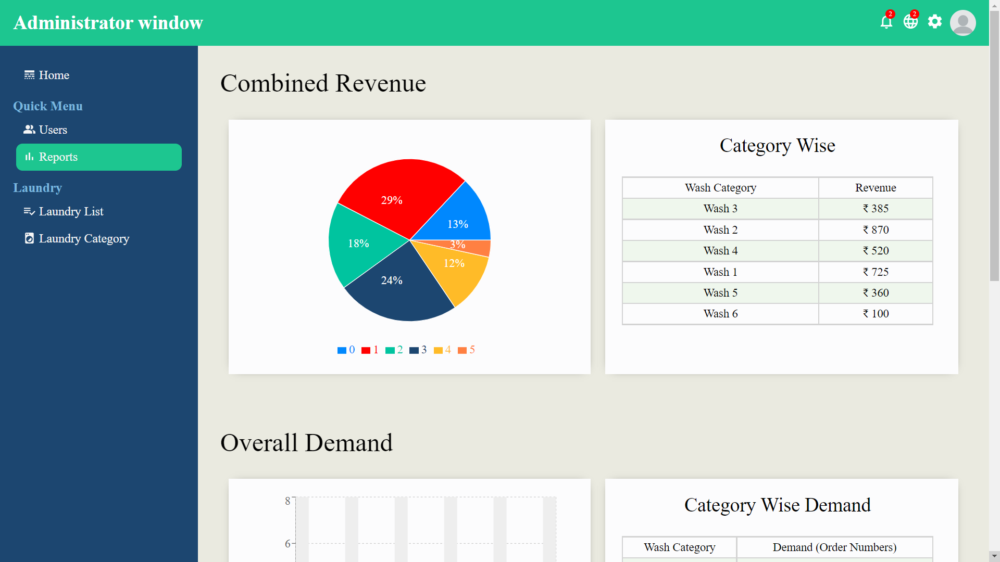 Administrator window
2
2
Home
Quick Menu
Users
Reports
Laundry
Laundry List
Laundry Category
Combined Revenue
29%
13%
18%
3%
12%
24%
0 1 2 3 4 5
Category Wise
Wash Category Revenue
Wash 3 ₹ 385
Wash 2 ₹ 870
Wash 4 ₹ 520
Wash 1 ₹ 725
Wash 5 ₹ 360
Wash 6 ₹ 100
Overall Demand
8
6
Category Wise Demand
Wash Category Demand (Order Numbers)